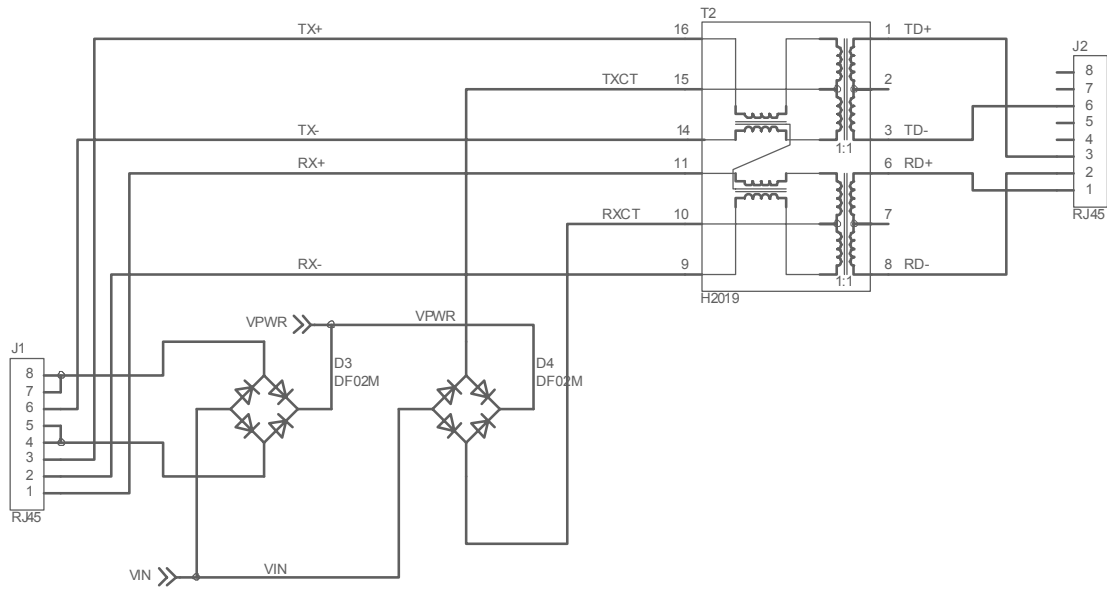 T2
TX+ 16 1 TD+
J2
8
TXCT 15 2
7
6
5
TX- 14 3 TD-
4
1:1
3
RX+ 11 6 RD+
2
1
RJ45
RXCT 10 7
RX- 9 8 RD-
1:1
H2019
VPWR VPWR
J1
D3 D4
8
DF02M DF02M
7
6
5
4
3
2
1
RJ45
VIN VIN